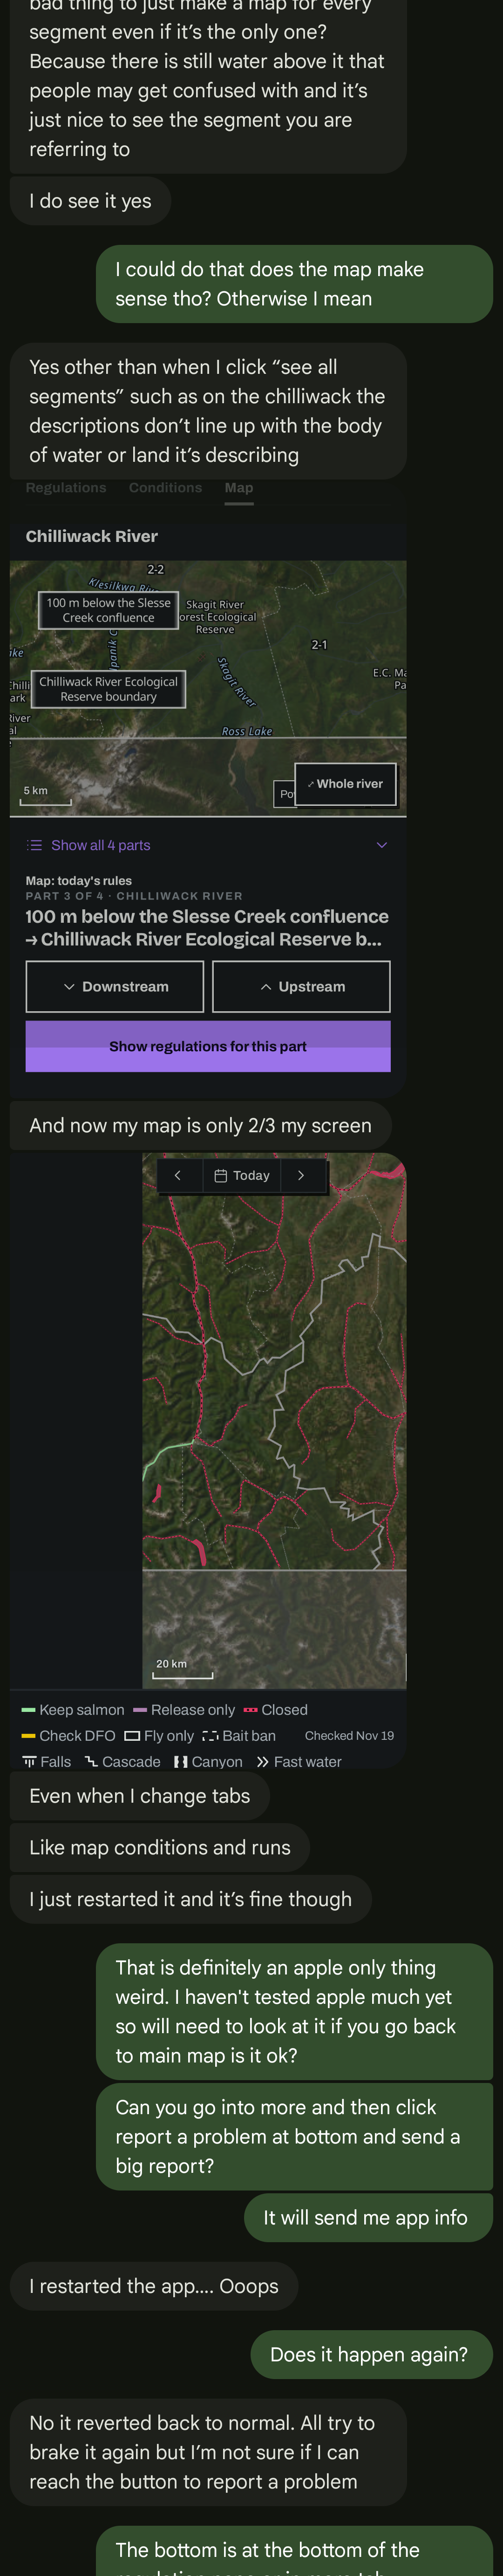 bad thing to just make a map for every
segment even if it's the only one?
Because there is still water above it that
people may get confused with and it's
just nice to see the segment you are
referring to
I do see it yes
I could do that does the map make
sense tho? Otherwise I mean
Yes other than when I click “see all
segments” such as on the chilliwack the
descriptions don't line up with the body
of water or land it's describing
Regulations Conditions Map
Chilliwack River
2-2
Klesilkwa
100 m below the Slesse
Creek confluence
Skagit River
orest Ecological
Reserve
2-1
Chilliwack River Ecological
Reserve boundary
Skagit River
E.C. Ma
Pa
Ross Lake
5 km
Whole river
Show all 4 parts
Map: today's rules
PART 3 OF 4 · CHILLIWACK RIVER
100 m below the Slesse Creek confluence
→ Chilliwack River Ecological Reserve b...
Downstream Upstream
Show regulations for this part
And now my map is only 2/3 my screen
Today
20 km
Keep salmon Release only Closed
Check DFO Fly only Bait ban Checked Nov 19
Falls Cascade Canyon Fast water
Even when I change tabs
Like map conditions and runs
I just restarted it and it's fine though
That is definitely an apple only thing
weird. I haven't tested apple much yet
so will need to look at it if you go back
to main map is it ok?
Can you go into more and then click
report a problem at bottom and send a
big report?
It will send me app info
I restarted the app.... Ooops
Does it happen again?
No it reverted back to normal. All try to
brake it again but I'm not sure if I can
reach the button to report a problem
The bottom is at the bottom of the